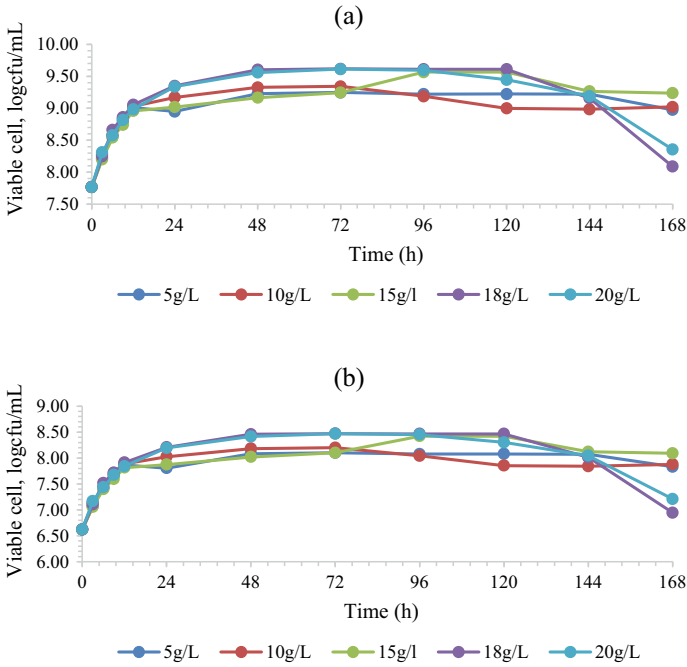 (a)
Viable cell, logcfu/mL
10.00
9.50
9.00
8.50
8.00
7.50
0 24 48 72 96 120 144 168
Time (h)
5g/L 10g/L 15g/l 18g/L 20g/L
(b)
Viable cell, logcfu/mL
9.00
8.50
8.00
7.50
7.00
6.50
6.00
0 24 48 72 96 120 144 168
Time (h)
5g/L 10g/L 15g/l 18g/L 20g/L